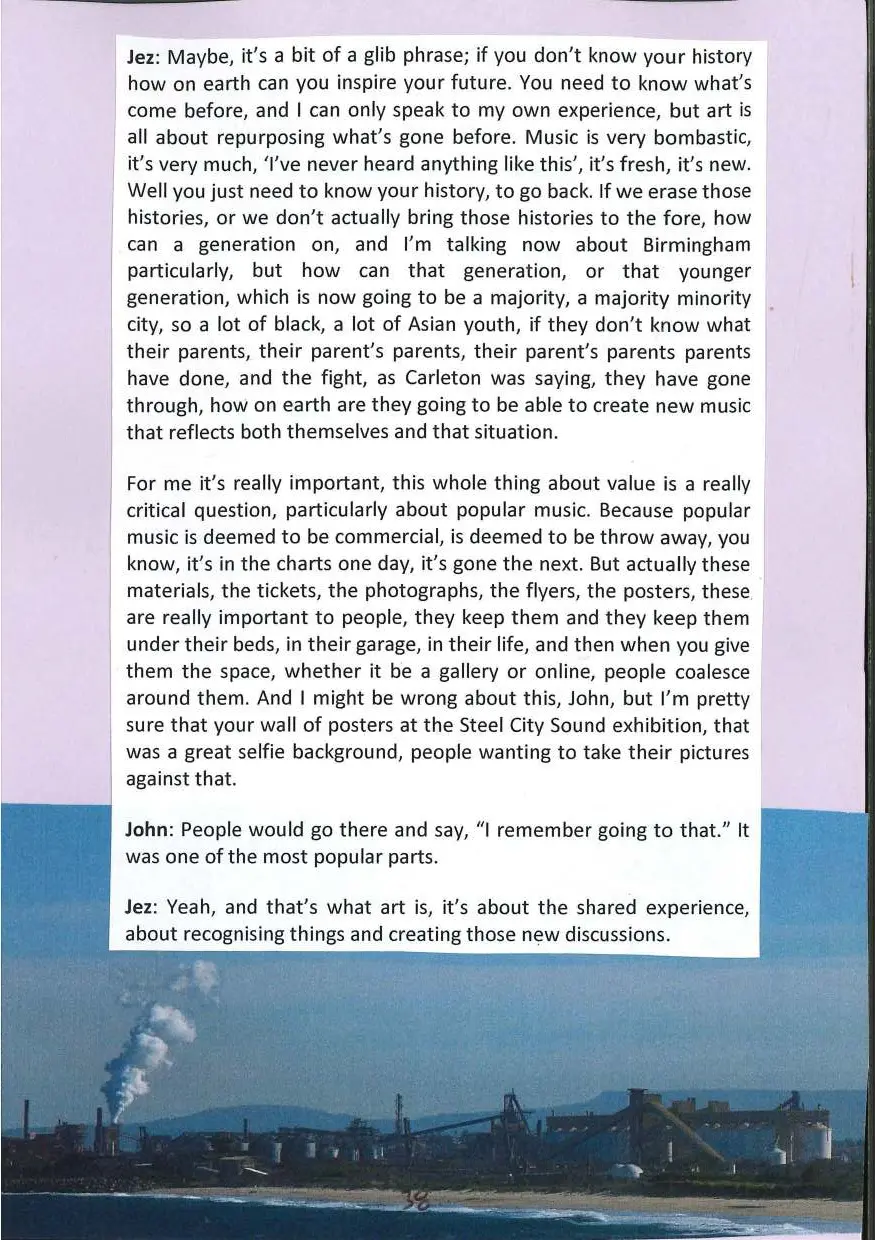 Jez: Maybe, it's a bit of a glib phrase; if you don't know your history
how on earth can you inspire your future. You need to know what's
come before, and I can only speak to my own experience, but art is
all about repurposing what's gone before. Music is very bombastic,
it's very much, 'I've never heard anything like this', it's fresh, it's new.
Well you just need to know your history, to go back. If we erase those
histories, or we don't actually bring those histories to the fore, how
can a generation on, and I'm talking now about Birmingham
particularly, but how can that generation, or that younger
generation, which is now going to be a majority, a majority minority
city, so a lot of black, a lot of Asian youth, if they don't know what
their parents, their parent's parents, their parent's parents parents
have done, and the fight, as Carleton was saying, they have gone
through, how on earth are they going to be able to create new music
that reflects both themselves and that situation.
For me it's really important, this whole thing about value is a really
critical question, particularly about popular music. Because popular
music is deemed to be commercial, is deemed to be throw away, you
know, it's in the charts one day, it's gone the next. But actually these
materials, the tickets, the photographs, the flyers, the posters, these
are really important to people, they keep them and they keep them
under their beds, in their garage, in their life, and then when you give
them the space, whether it be a gallery or online, people coalesce
around them. And I might be wrong about this, John, but I'm pretty
sure that your wall of posters at the Steel City Sound exhibition, that
was a great selfie background, people wanting to take their pictures
against that.
John: People would go there and say, "I remember going to that." It
was one of the most popular parts.
Jez: Yeah, and that's what art is, it's about the shared experience,
about recognising things and creating those new discussions.
38